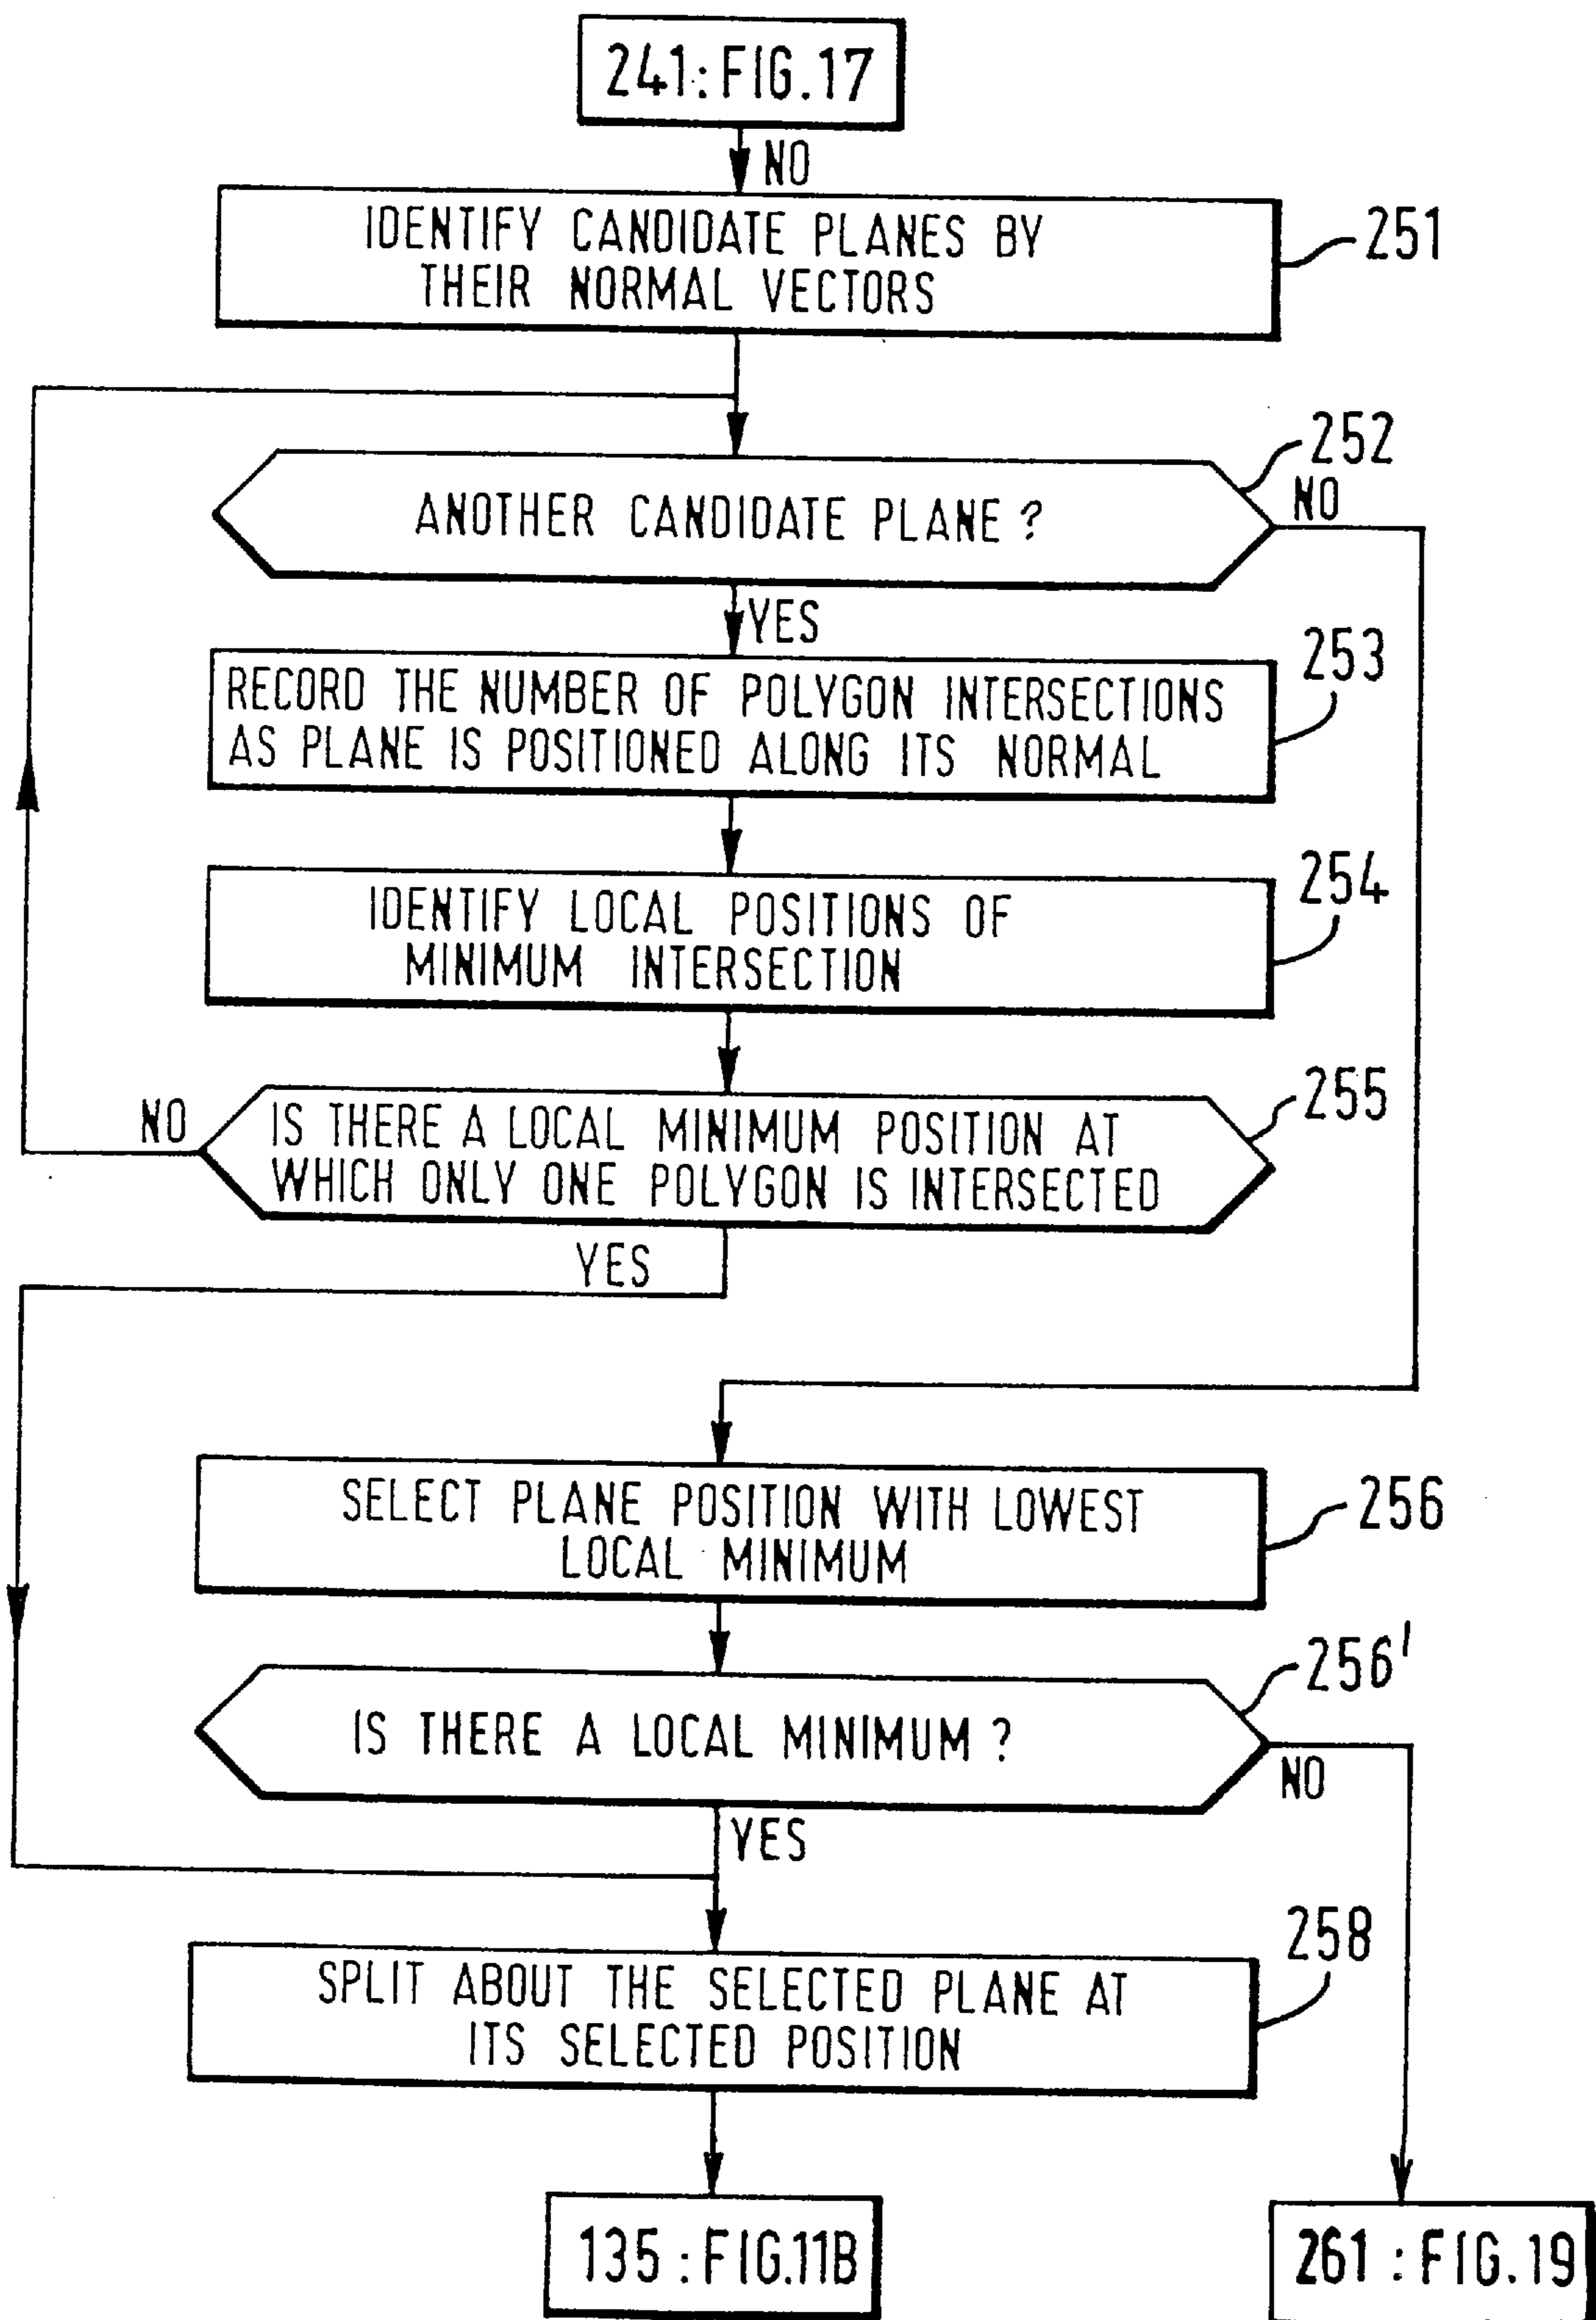 241: FIG. 17
NO
IDENTIFY CANDIDATE PLANES BY
THEIR NORMAL VECTORS
251
252
NO
ANOTHER CANDIDATE PLANE ?
YES
253
RECORD THE NUMBER OF POLYGON INTERSECTIONS
AS PLANE IS POSITIONED ALONG ITS NORMAL
254
IDENTIFY LOCAL POSITIONS OF
MINIMUM INTERSECTION
255
NO
IS THERE A LOCAL MINIMUM POSITION AT
WHICH ONLY ONE POLYGON IS INTERSECTED
YES
SELECT PLANE POSITION WITH LOWEST
LOCAL MINIMUM
256
256'
IS THERE A LOCAL MINIMUM ?
NO
YES
258
SPLIT ABOUT THE SELECTED PLANE AT
ITS SELECTED POSITION
135 : FIG.11B
261 : FIG. 19